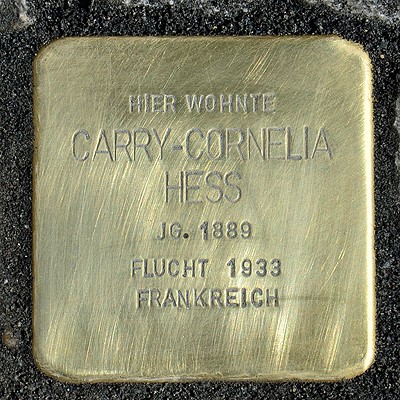 HIER WOHNTE
CARRY-CORNELIA
HESS
JG. 1889
FLUCHT 1933
FRANKREICH